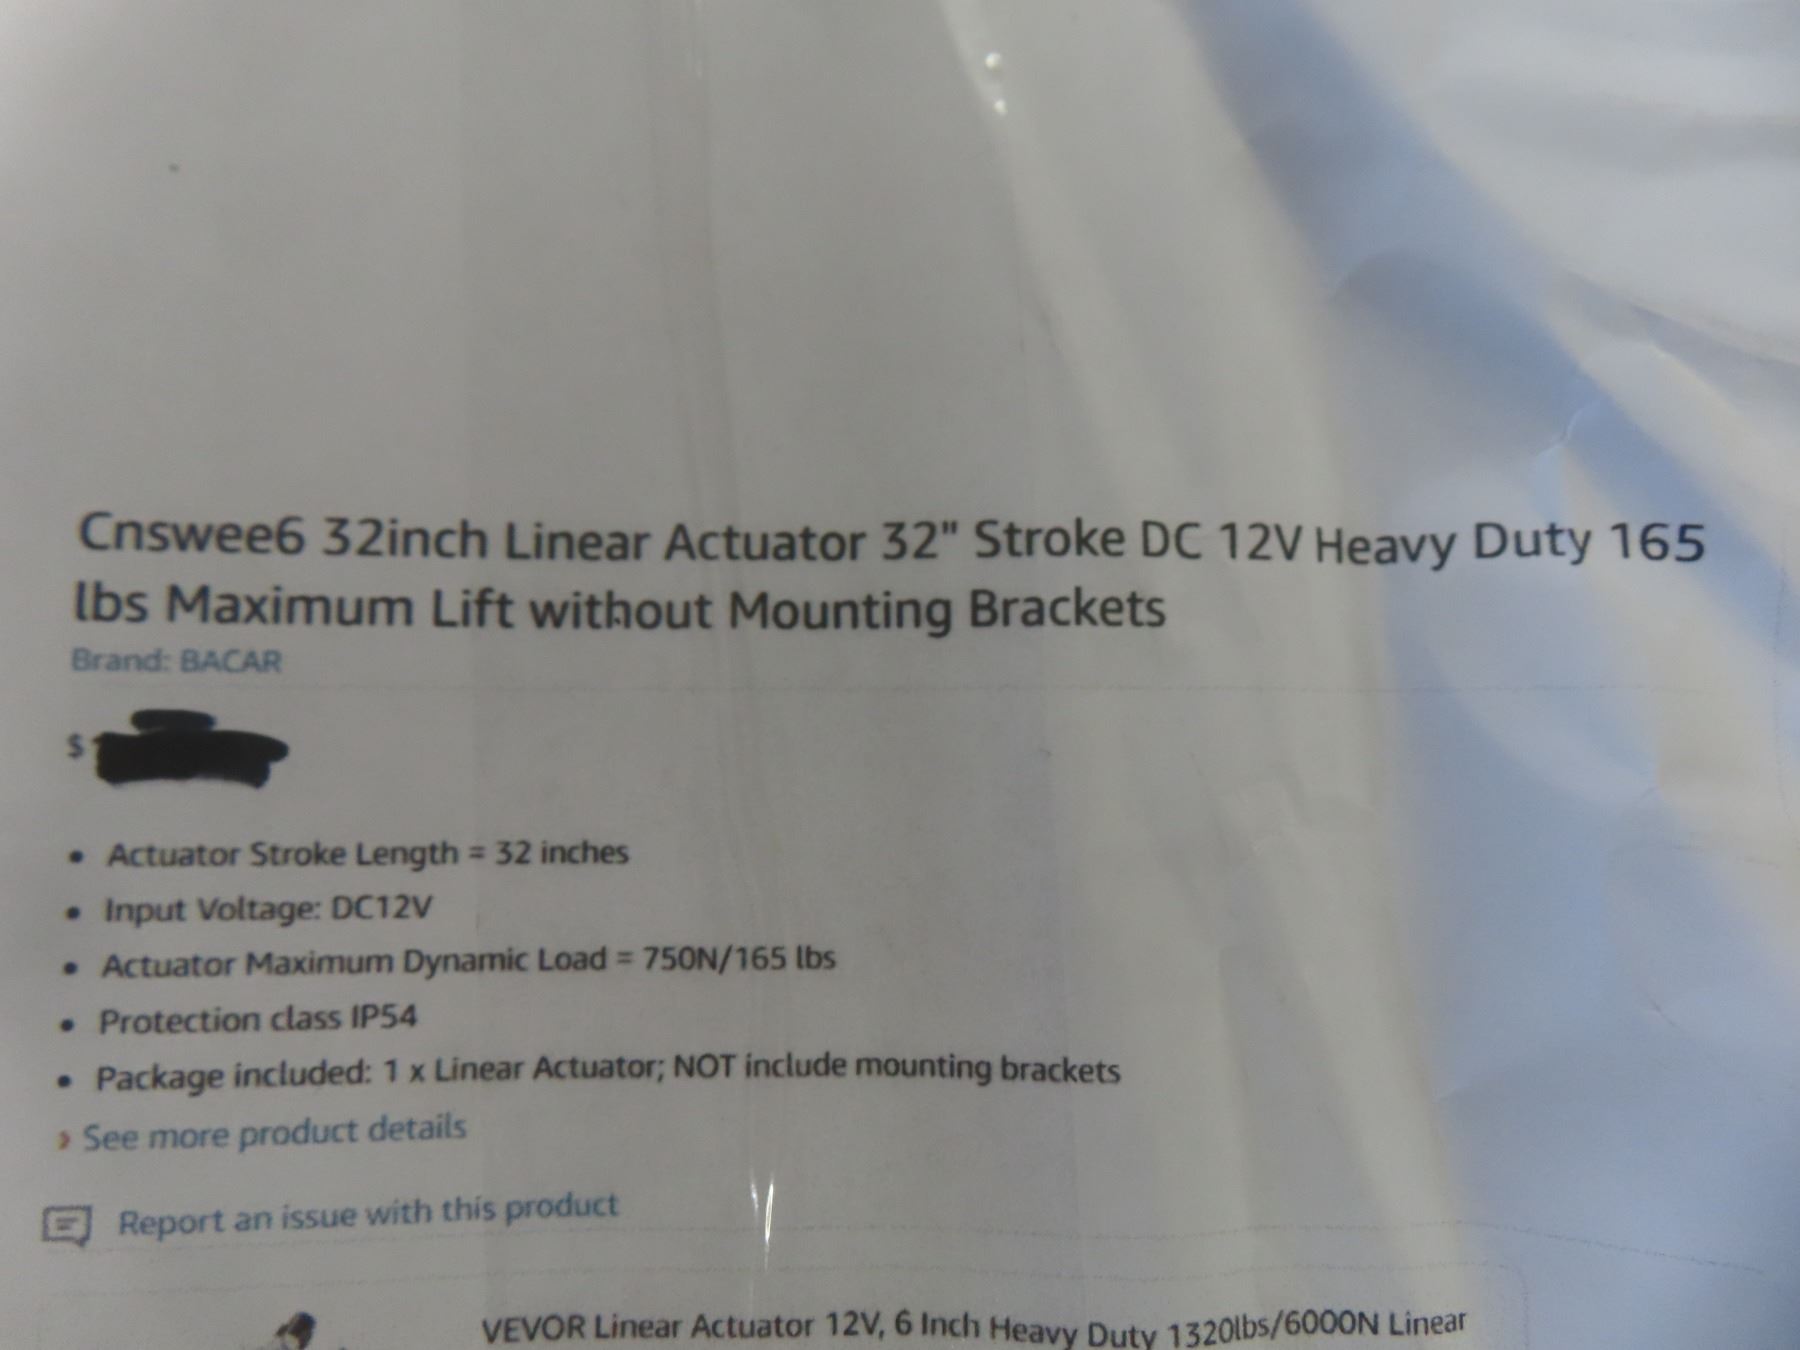 Cnswee6 32inch Linear Actuator 32" Stroke DC 12V Heavy Duty 165
lbs Maximum Lift without Mounting Brackets
Brand: BACAR
$
• Actuator Stroke Length = 32 inches
• Input Voltage: DC12V
• Actuator Maximum Dynamic Load = 750N/165 lbs
• Protection class IP54
• Package included: 1 x Linear Actuator; NOT include mounting brackets
› See more product details
Report an issue with this product
VEVOR Linear Actuator 12V, 6 Inch Heavy Duty 1320lbs/6000N Linear